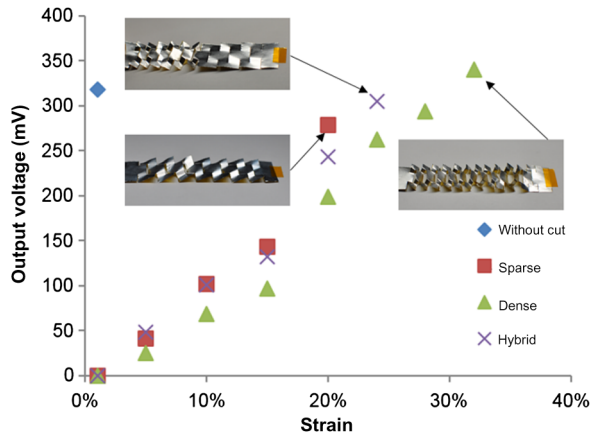 Output voltage (mV)
400
350
300
250
200
150
100
50
0
Without cut
Sparse
Dense
Hybrid
0%
10%
20%
30%
40%
Strain